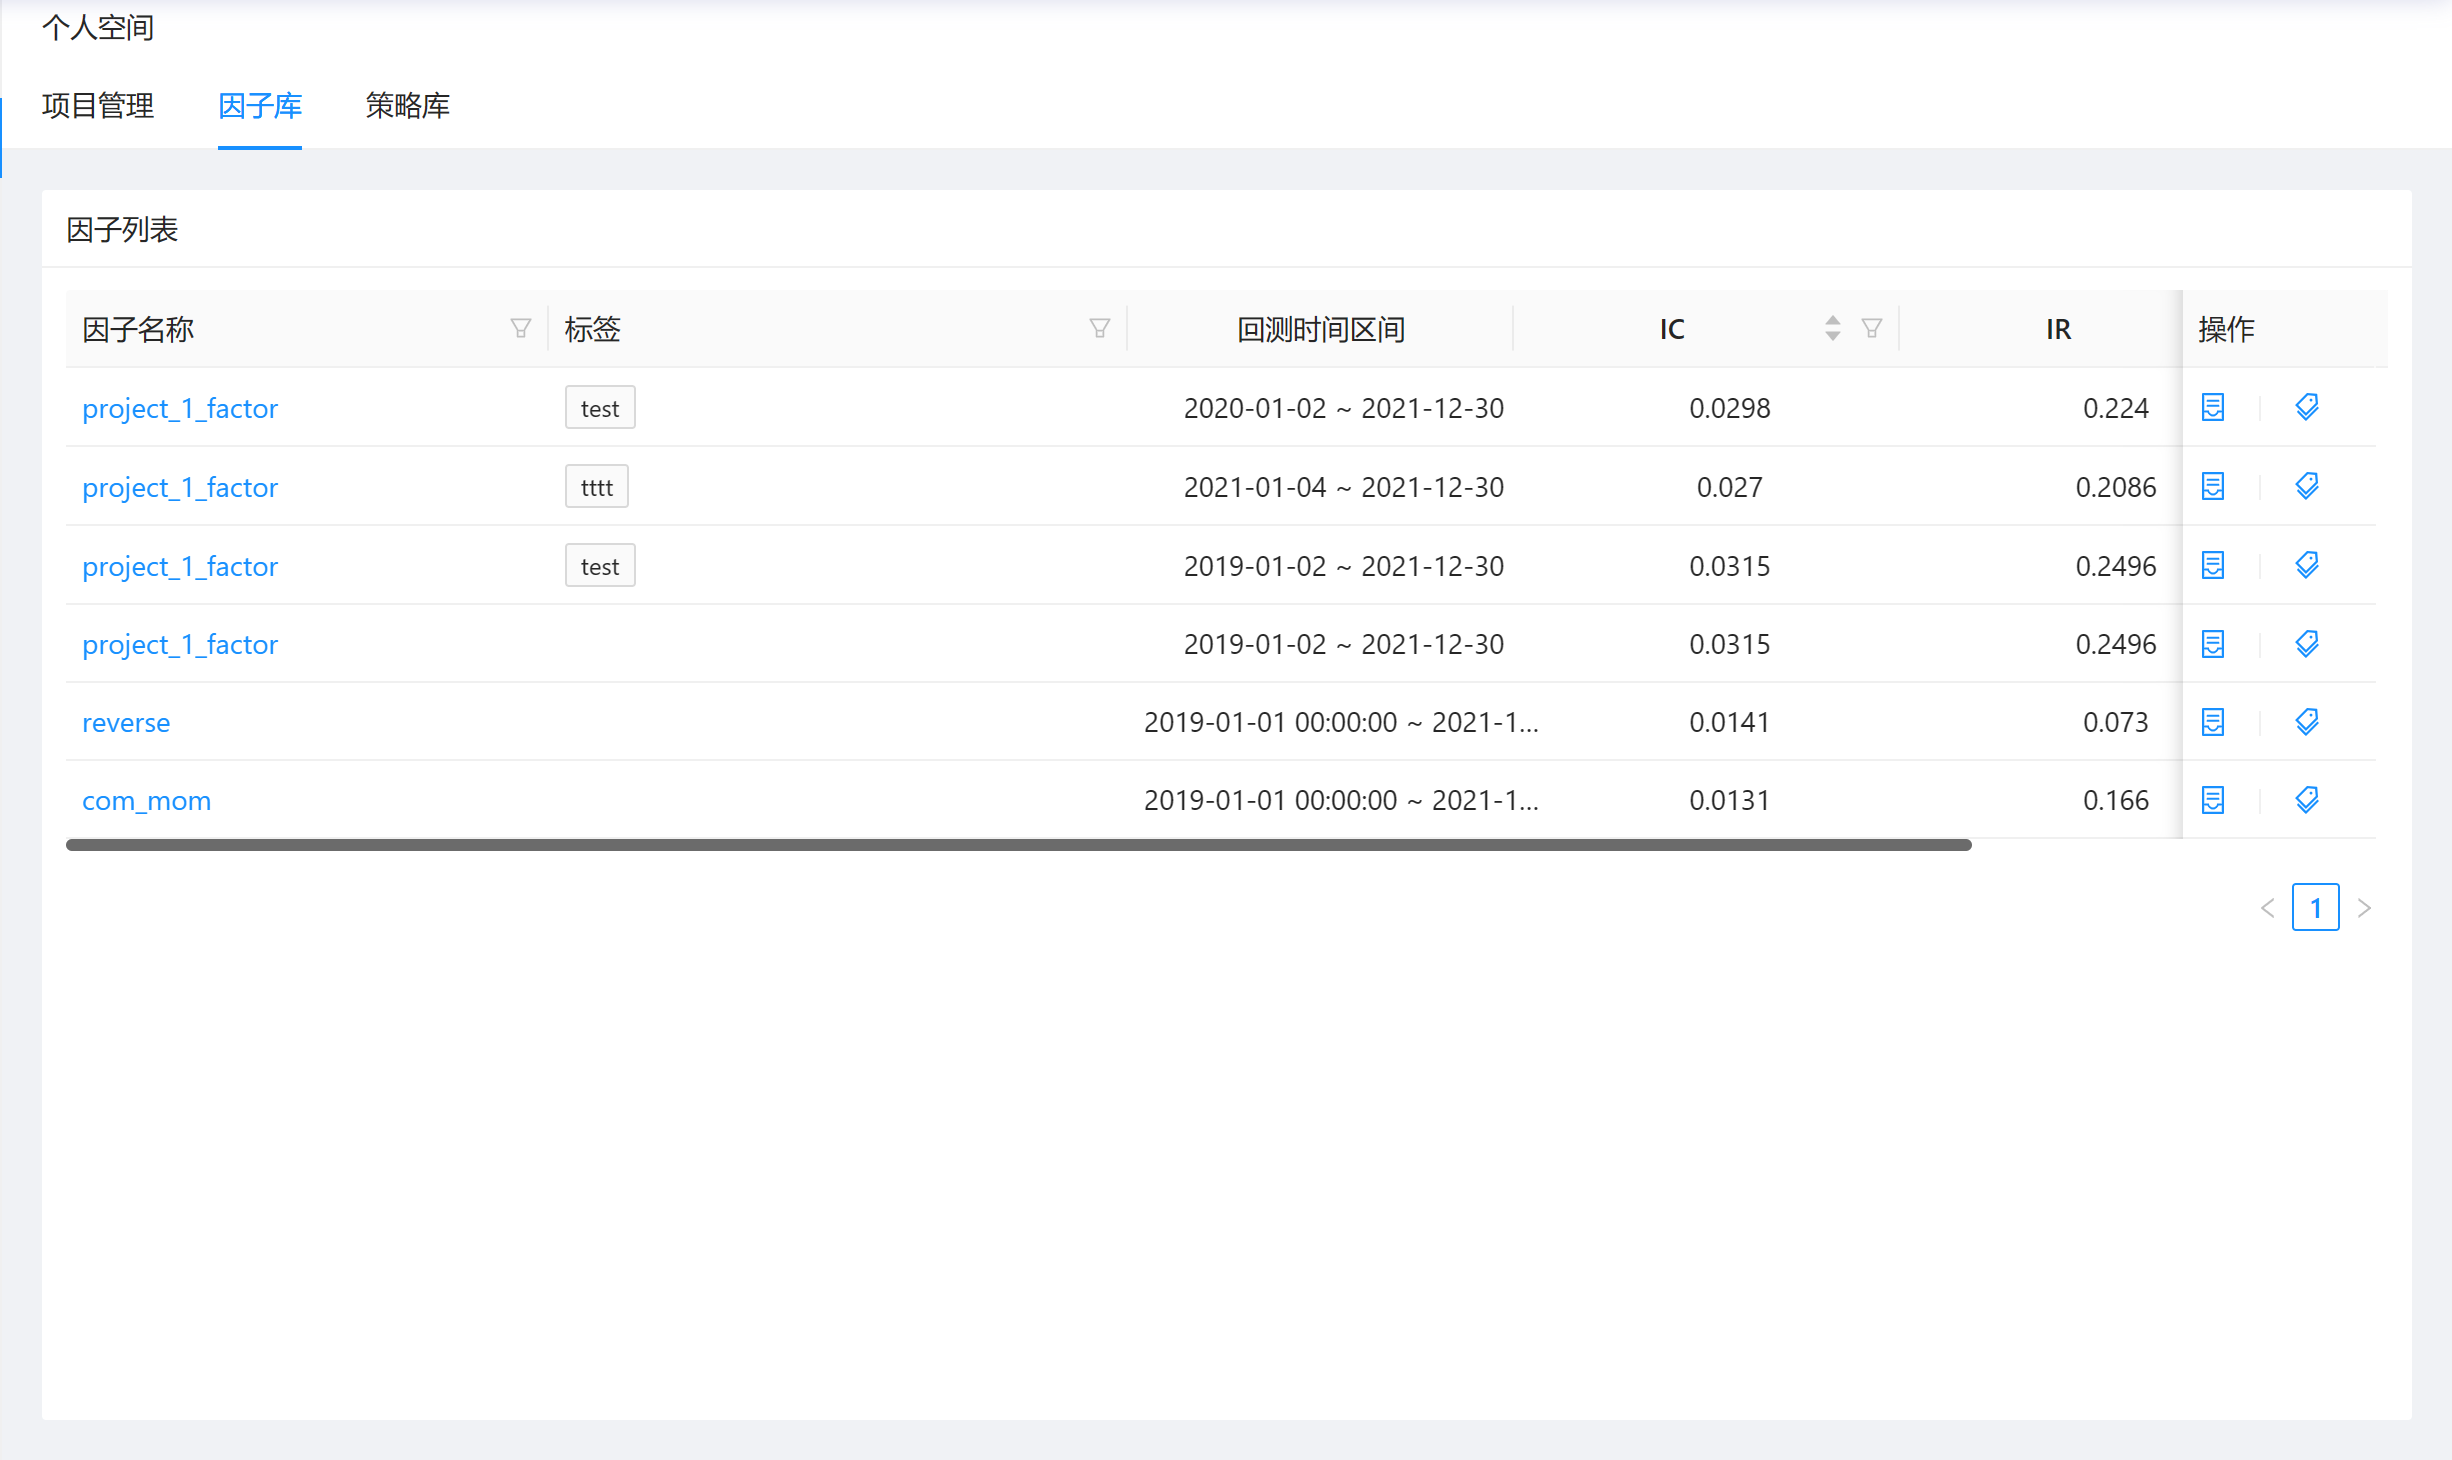 个人空间
项目管理 因子库 策略库
因子列表
因子名称 标签 回测时间区间 IC IR 操作
project_1_factor test 2020-01-02 ~ 2021-12-30 0.0298 0.224
project_1_factor tttt 2021-01-04 ~ 2021-12-30 0.027 0.2086
project_1_factor test 2019-01-02 ~ 2021-12-30 0.0315 0.2496
project_1_factor 2019-01-02 ~ 2021-12-30 0.0315 0.2496
reverse 2019-01-01 00:00:00 ~ 2021-1... 0.0141 0.073
com_mom 2019-01-01 00:00:00 ~ 2021-1... 0.0131 0.166
< 1 >